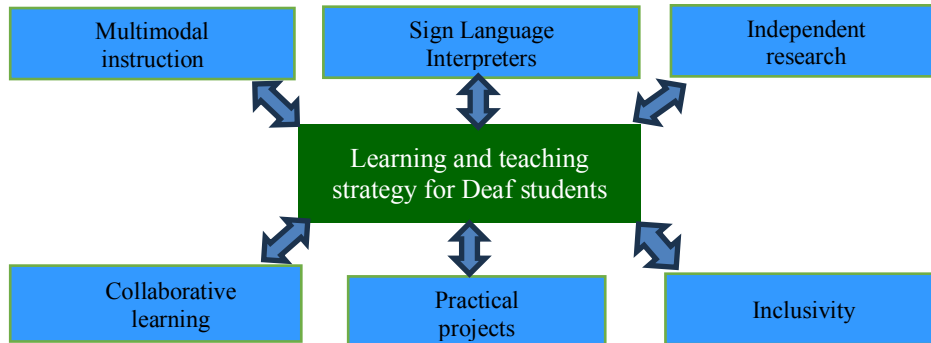 Multimodal
instruction
Sign Language
Interpreters
Independent
research
Learning and teaching
strategy for Deaf students
Collaborative
learning
Practical
projects
Inclusivity